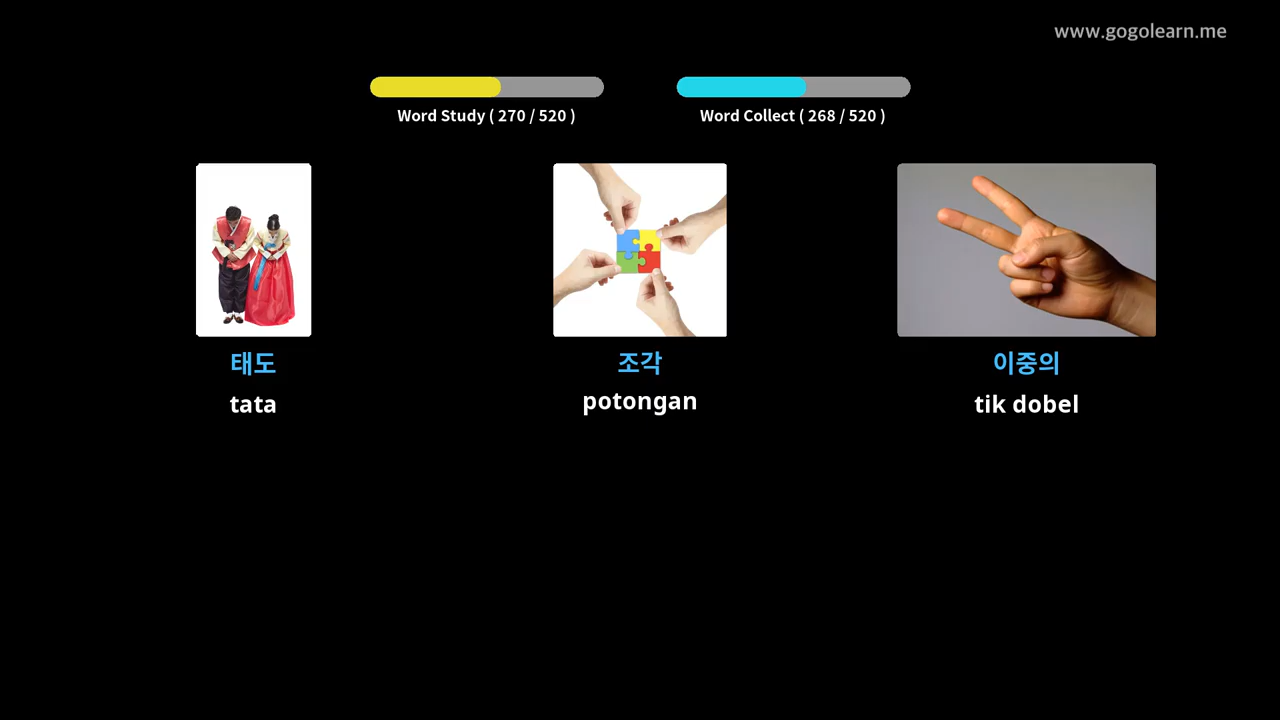 www.gogolearn.me
Word Study ( 270 / 520 )
Word Collect ( 268 / 520 )
태도
조각
이중의
tata
potongan
tik dobel